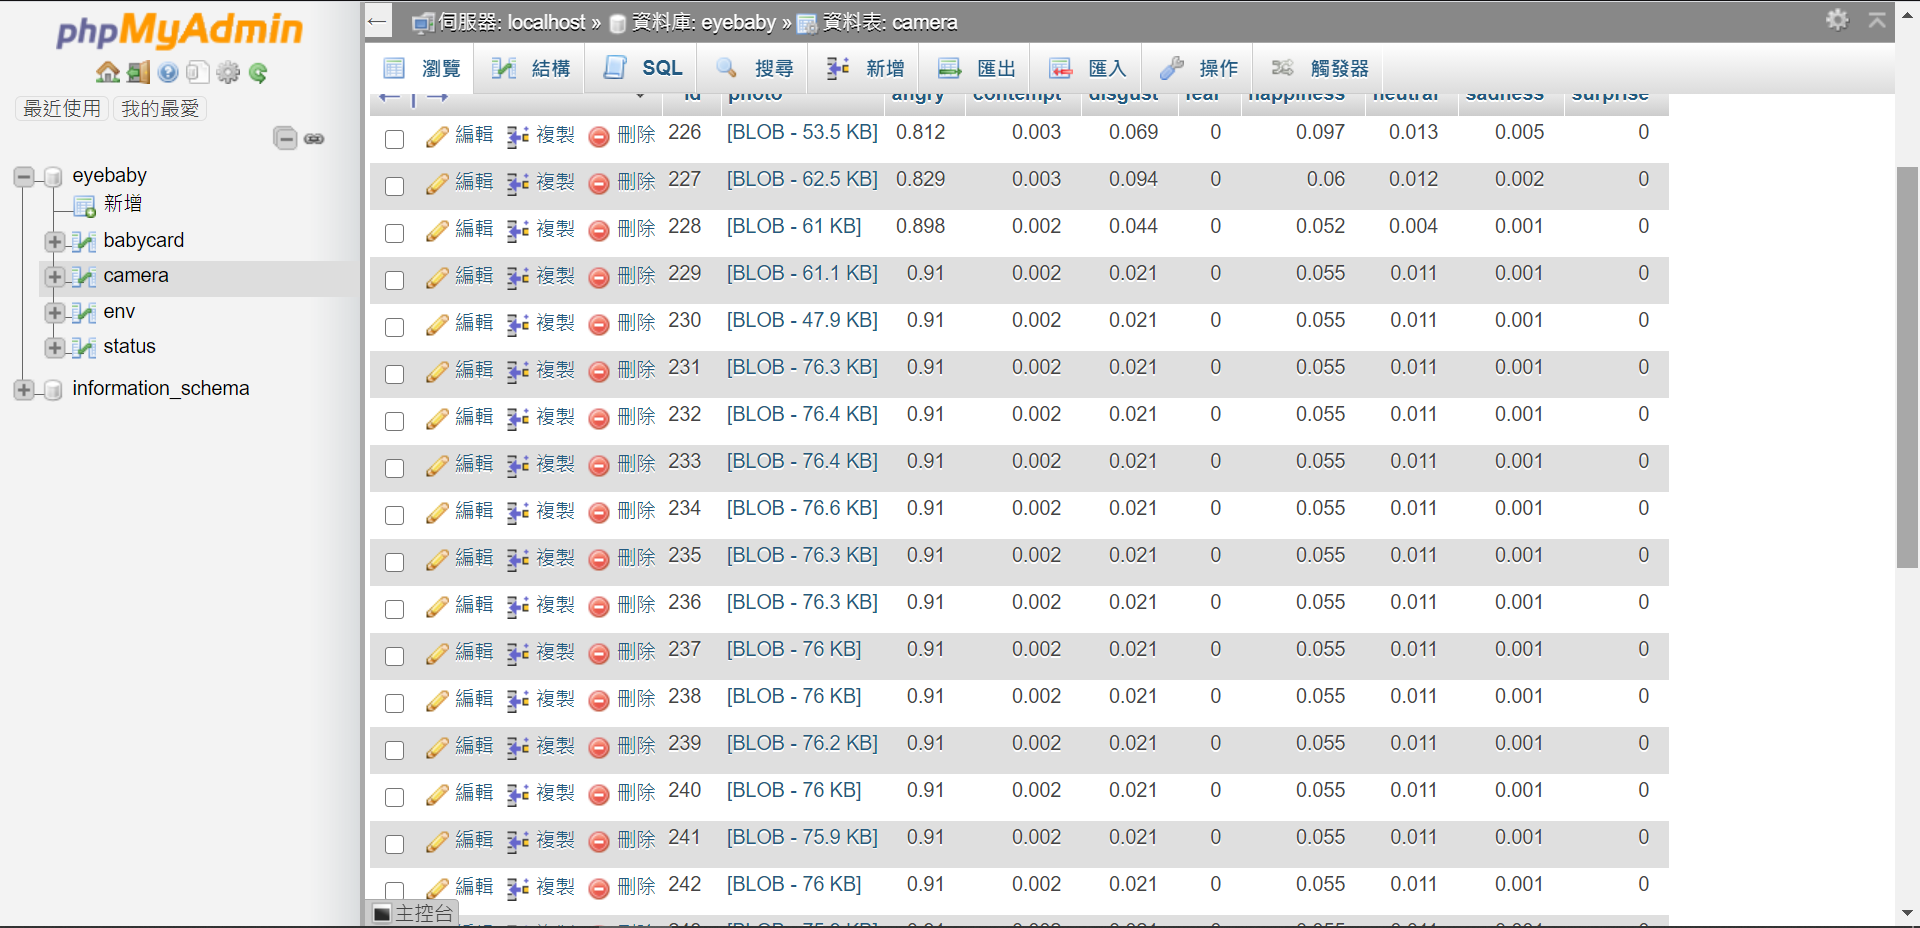 phpMyAdmin
最近使用 我的最愛
eyebaby
新增
babycard
camera
env
status
information_schema
← 伺服器: localhost » 資料庫: eyebaby » 資料表: camera
瀏覽 結構 SQL 搜尋 新增 匯出 匯入 操作 觸發器
id photo angry contempt disgust fear happiness neutral sadness surprise
編輯 複製 刪除 226 [BLOB - 53.5 KB] 0.812 0.003 0.069 0 0.097 0.013 0.005 0
編輯 複製 刪除 227 [BLOB - 62.5 KB] 0.829 0.003 0.094 0 0.06 0.012 0.002 0
編輯 複製 刪除 228 [BLOB - 61 KB] 0.898 0.002 0.044 0 0.052 0.004 0.001 0
編輯 複製 刪除 229 [BLOB - 61.1 KB] 0.91 0.002 0.021 0 0.055 0.011 0.001 0
編輯 複製 刪除 230 [BLOB - 47.9 KB] 0.91 0.002 0.021 0 0.055 0.011 0.001 0
編輯 複製 刪除 231 [BLOB - 76.3 KB] 0.91 0.002 0.021 0 0.055 0.011 0.001 0
編輯 複製 刪除 232 [BLOB - 76.4 KB] 0.91 0.002 0.021 0 0.055 0.011 0.001 0
編輯 複製 刪除 233 [BLOB - 76.4 KB] 0.91 0.002 0.021 0 0.055 0.011 0.001 0
編輯 複製 刪除 234 [BLOB - 76.6 KB] 0.91 0.002 0.021 0 0.055 0.011 0.001 0
編輯 複製 刪除 235 [BLOB - 76.3 KB] 0.91 0.002 0.021 0 0.055 0.011 0.001 0
編輯 複製 刪除 236 [BLOB - 76.3 KB] 0.91 0.002 0.021 0 0.055 0.011 0.001 0
編輯 複製 刪除 237 [BLOB - 76 KB] 0.91 0.002 0.021 0 0.055 0.011 0.001 0
編輯 複製 刪除 238 [BLOB - 76 KB] 0.91 0.002 0.021 0 0.055 0.011 0.001 0
編輯 複製 刪除 239 [BLOB - 76.2 KB] 0.91 0.002 0.021 0 0.055 0.011 0.001 0
編輯 複製 刪除 240 [BLOB - 76 KB] 0.91 0.002 0.021 0 0.055 0.011 0.001 0
編輯 複製 刪除 241 [BLOB - 75.9 KB] 0.91 0.002 0.021 0 0.055 0.011 0.001 0
編輯 複製 刪除 242 [BLOB - 76 KB] 0.91 0.002 0.021 0 0.055 0.011 0.001 0
主控台